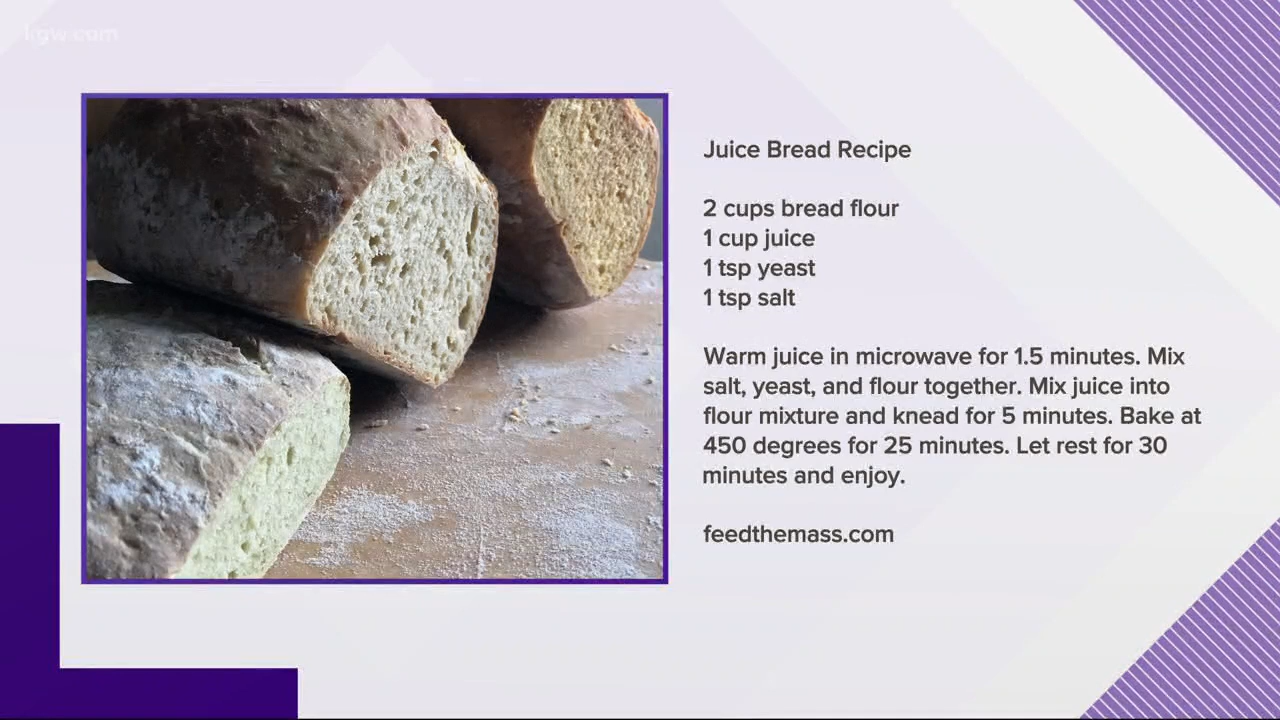 kgw.com
Juice Bread Recipe
2 cups bread flour
1 cup juice
1 tsp yeast
1 tsp salt
Warm juice in microwave for 1.5 minutes. Mix
salt, yeast, and flour together. Mix juice into
flour mixture and knead for 5 minutes. Bake at
450 degrees for 25 minutes. Let rest for 30
minutes and enjoy.
feedthemass.com